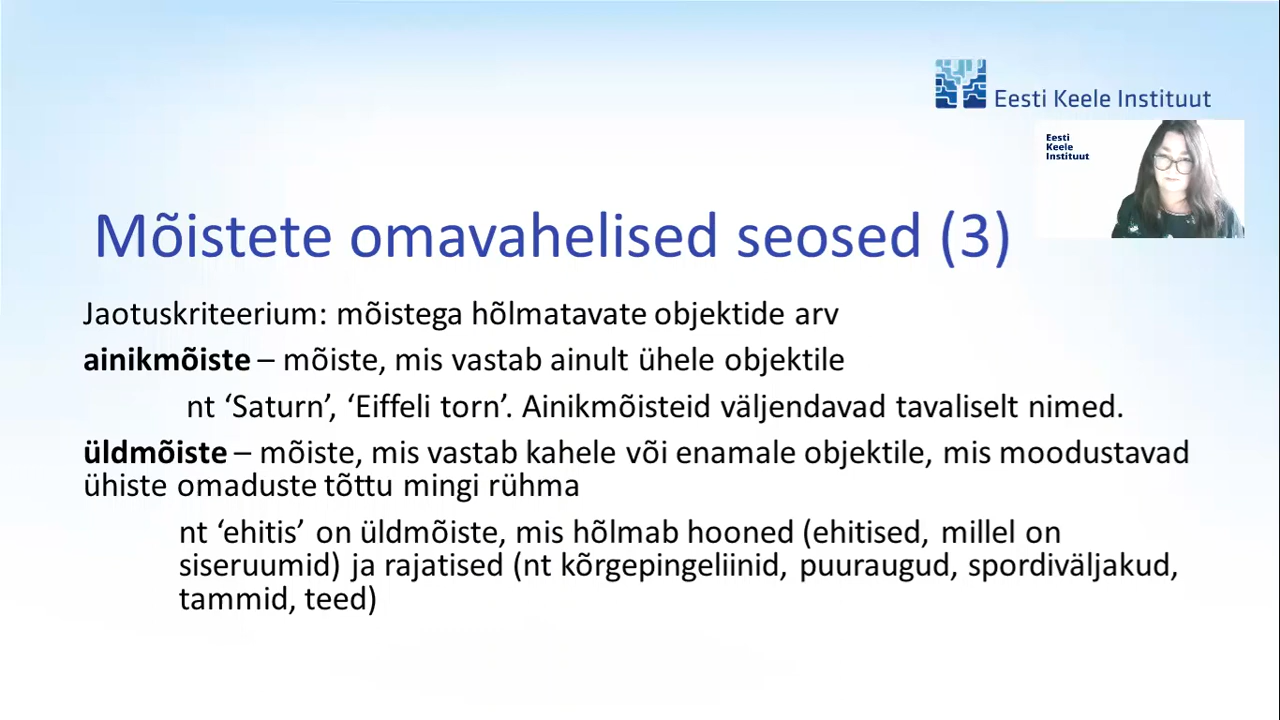 Eesti Keele Instituut
Eesti
Keele
Instituut
Mõistete omavahelised seosed (3)
Jaotuskriteerium: mõistega hõlmatavate objektide arv
ainikmõiste – mõiste, mis vastab ainult ühele objektile
nt ‘Saturn’, ‘Eiffeli torn’. Ainikmõisteid väljendavad tavaliselt nimed.
üldmõiste – mõiste, mis vastab kahele või enamale objektile, mis moodustavad
ühiste omaduste tõttu mingi rühma
nt ‘ehitis’ on üldmõiste, mis hõlmab hooned (ehitised, millel on
siseruumid) ja rajatised (nt kõrgepingeliinid, puuraugud, spordiväljakud,
tammid, teed)